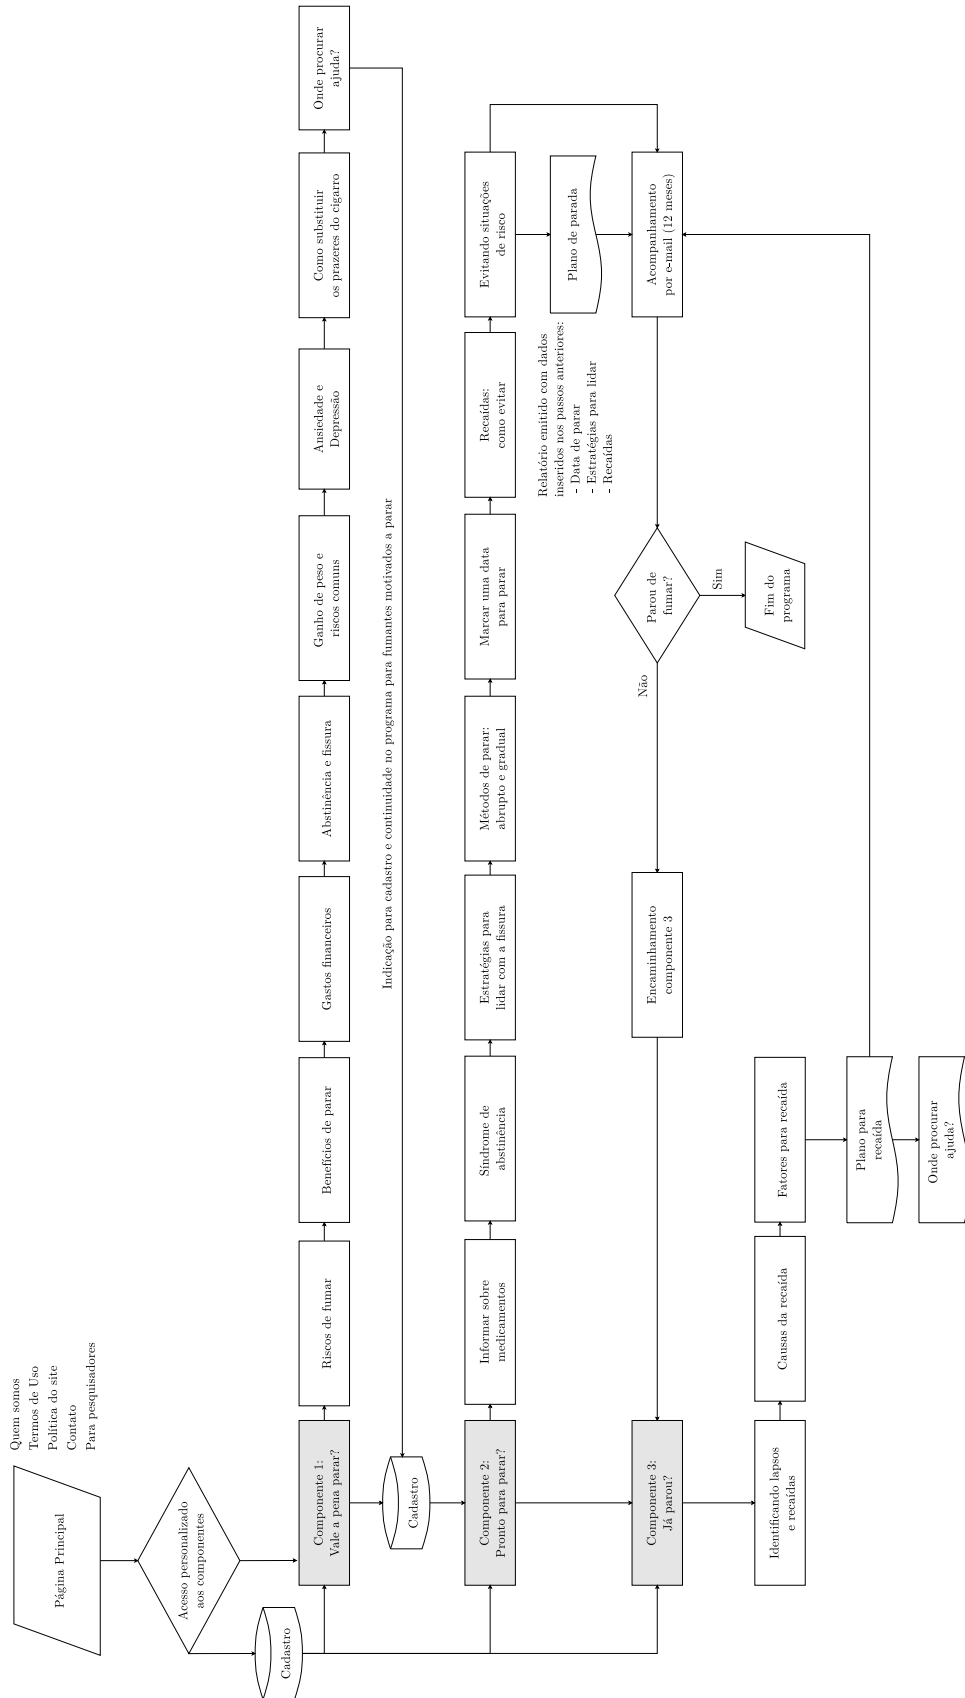 Quem somos
Termos de Uso
Política do site
Contato
Para pesquisadores
Página Principal
Acesso personalizado
aos componentes
Cadastro
Componente 1:
Vale a pena parar?
Riscos de fumar
Benefícios de parar
Gastos financeiros
Abstinência e fissura
Ganho de peso e
riscos comuns
Ansiedade e
Depressão
Como substituir
os prazeres do cigarro
Onde procurar
ajuda?
Indicação para cadastro e continuidade no programa para fumantes motivados a parar
Cadastro
Componente 2:
Pronto para parar?
Informar sobre
medicamentos
Síndrome de
abstinência
Estratégias para
lidar com a fissura
Métodos de parar:
abrupto e gradual
Marcar uma data
para parar
Recaídas:
como evitar
Evitando situações
de risco
Relatório emitido com dados
inseridos nos passos anteriores:
- Data de parar
- Estratégias para lidar
- Recaídas
Plano de parada
Acompanhamento
por e-mail (12 meses)
Parou de
fumar?
Não
Sim
Fim do
programa
Encaminhamento
componente 3
Componente 3:
Já parou?
Identificando lapsos
e recaídas
Causas da recaída
Fatores para recaída
Plano para
recaída
Onde procurar
ajuda?